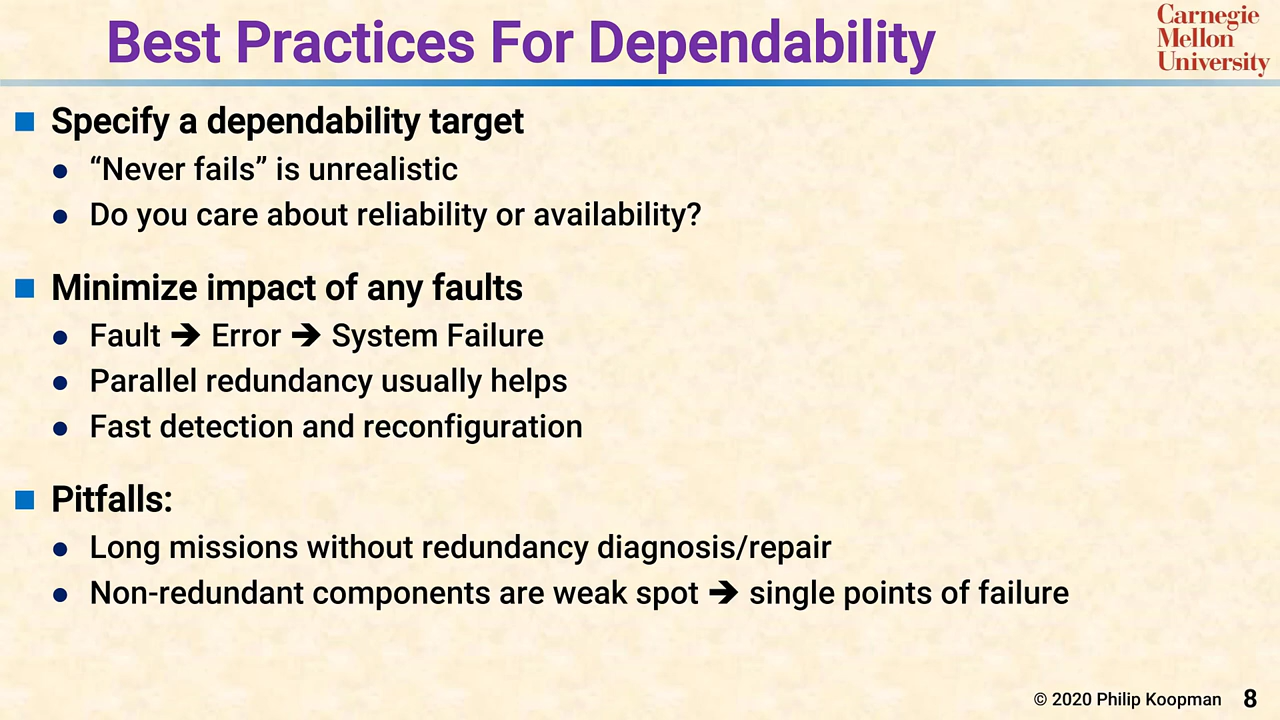 Best Practices For Dependability
Carnegie
Mellon
University
Specify a dependability target
● “Never fails” is unrealistic
● Do you care about reliability or availability?
Minimize impact of any faults
● Fault ➔ Error ➔ System Failure
● Parallel redundancy usually helps
● Fast detection and reconfiguration
Pitfalls:
● Long missions without redundancy diagnosis/repair
● Non-redundant components are weak spot ➔ single points of failure
© 2020 Philip Koopman 8